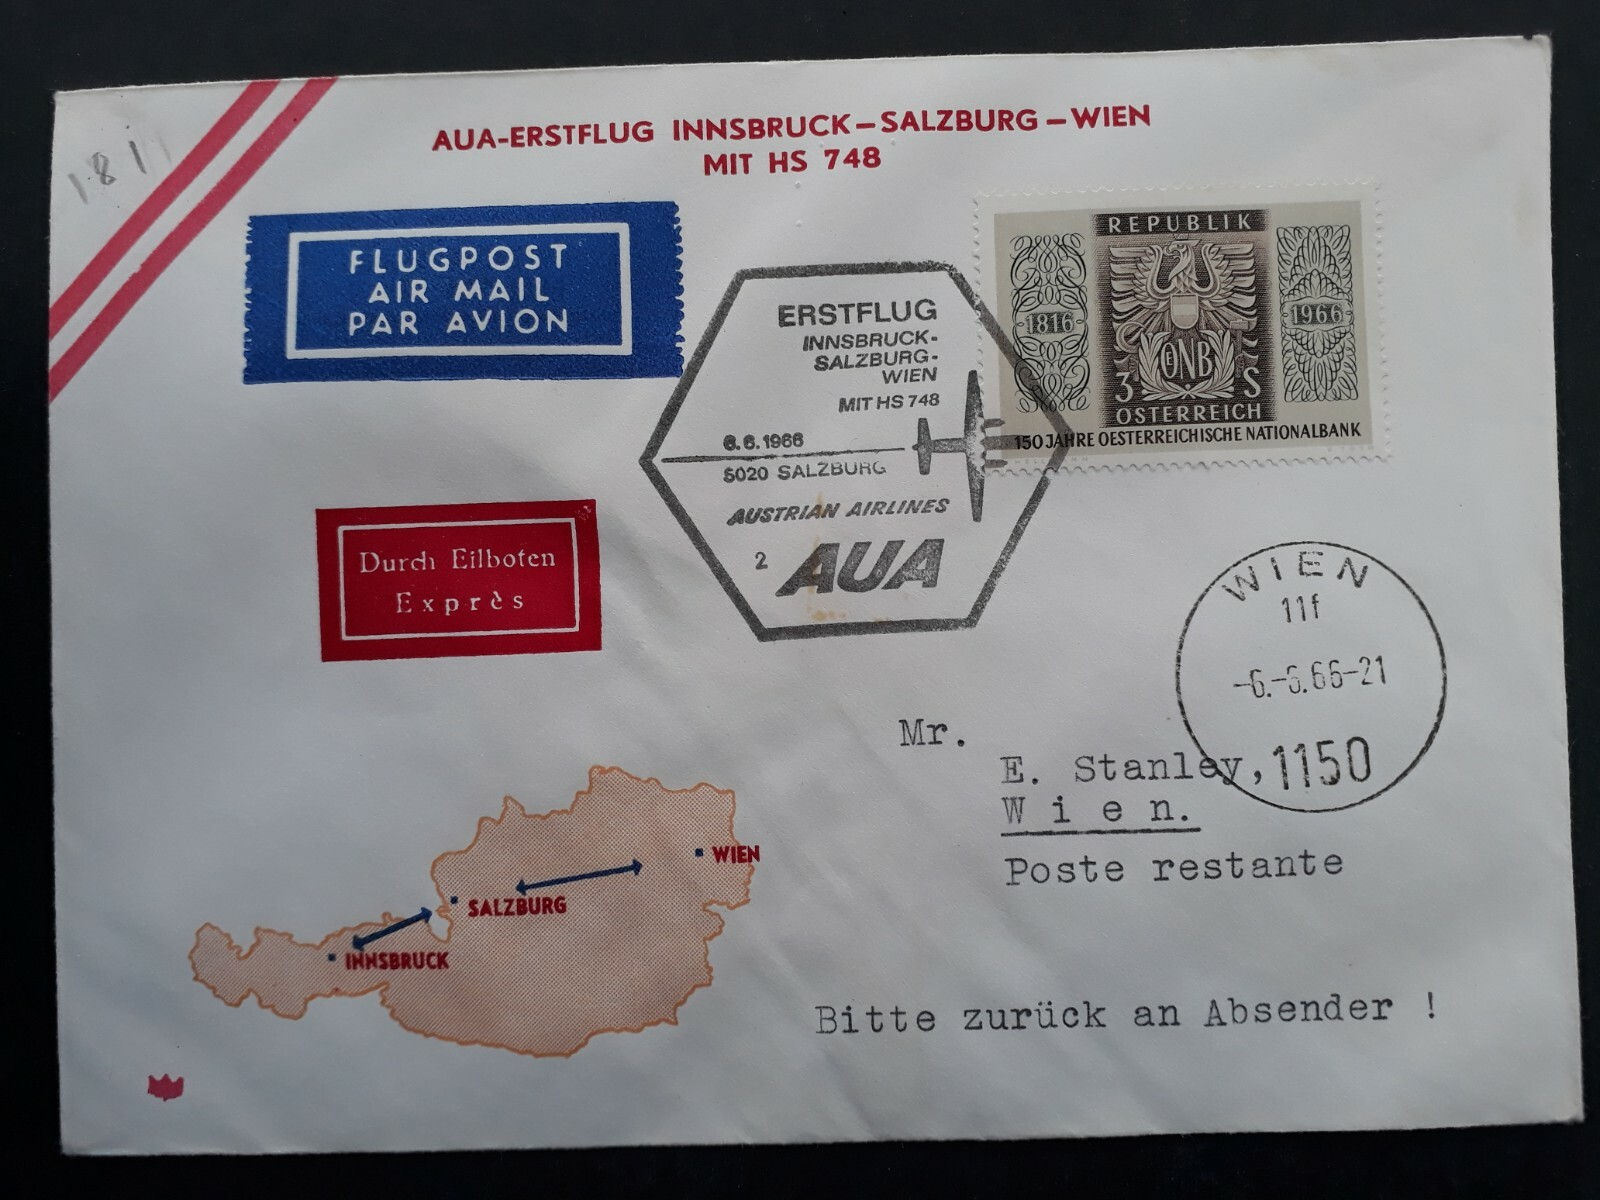 1811
AUA-ERSTFLUG INNSBRUCK–SALZBURG–WIEN
MIT HS 748
FLUGPOST
AIR MAIL
PAR AVION
ERSTFLUG
INNSBRUCK-
SALZBURG-
WIEN
MIT HS 748
6.6.1966
5020 SALZBURG
AUSTRIAN AIRLINES
2 AUA
REPUBLIK
1816 1966
OENB
3 S
ÖSTERREICH
150 JAHRE OESTERREICHISCHE NATIONALBANK
Durch Eilboten
Exprès
WIEN
11f
-6.-6.66-21
1150
Mr.
E. Stanley,
Wien.
Poste restante
WIEN
SALZBURG
INNSBRUCK
Bitte zurück an Absender !